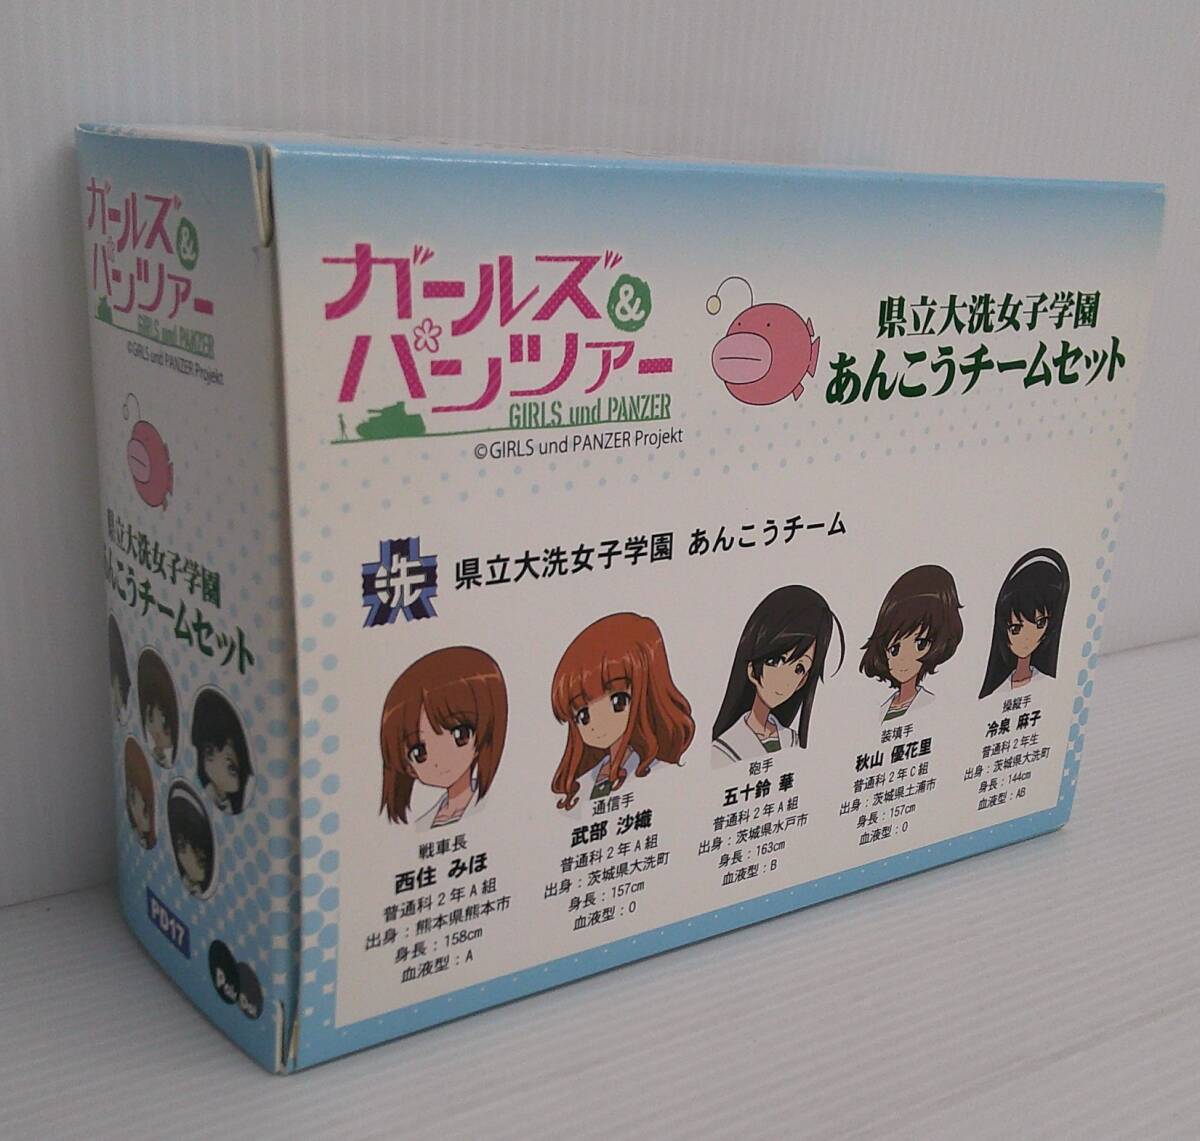 ガールズ
&
パンツァー
GIRLS und PANZER
©GIRLS und PANZER Projekt
県立大洗女子学園
あんこうチームセット
PD17
ガールズ
&
パンツァー
GIRLS und PANZER
©GIRLS und PANZER Projekt
県立大洗女子学園
あんこうチームセット
洗
県立大洗女子学園 あんこうチーム
戦車長
西住 みほ
普通科2年A組
出身:熊本県熊本市
身長:158cm
血液型:A
通信手
武部 沙織
普通科2年A組
出身:茨城県大洗町
身長:157cm
血液型:O
砲手
五十鈴 華
普通科2年A組
出身:茨城県水戸市
身長:163cm
血液型:B
装填手
秋山 優花里
普通科2年C組
出身:茨城県土浦市
身長:157cm
血液型:O
操縦手
冷泉 麻子
普通科2年生
出身:茨城県大洗町
身長:144cm
血液型:AB